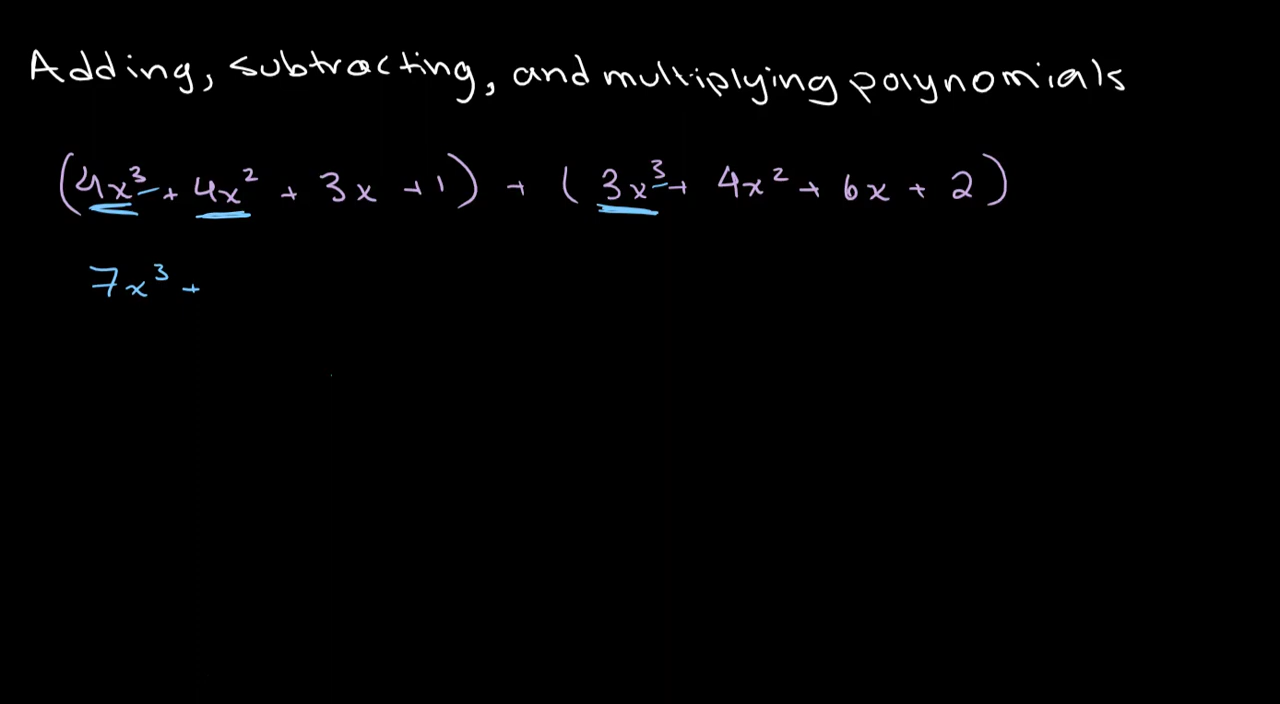 Adding, subtracting, and multiplying polynomials
(4x³ + 4x² + 3x + 1) + (3x³ + 4x² + 6x + 2)
7x³ +